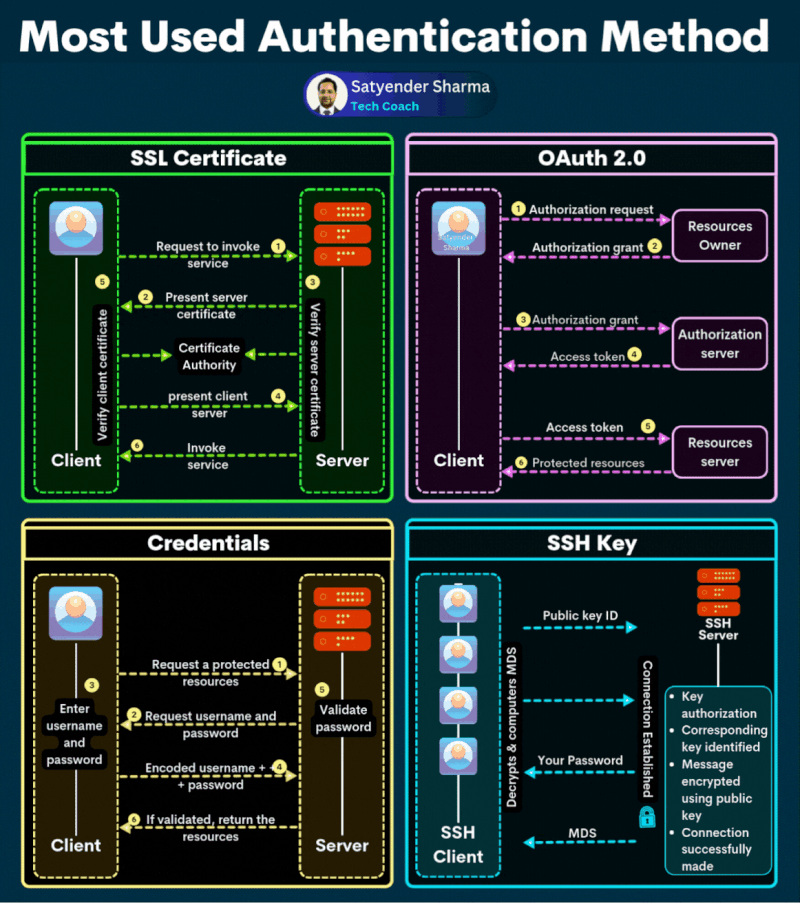 Most Used Authentication Method
Satyender Sharma
Tech Coach
SSL Certificate
1
Request to invoke
service
5
3
2
Present server
certificate
Verify client certificate
Verify server certificate
Certificate
Authority
4
present client
server
6
Invoke
service
Client
Server
OAuth 2.0
Satyender
Sharma
1 Authorization request
Authorization grant 2
Resources
Owner
3 Authorization grant
Access token 4
Authorization
server
Access token 5
6 Protected resources
Resources
server
Client
Credentials
Request a protected 1
resources
3
Enter
username
and
password
2 Request username and
password
5
Validate
password
Encoded username + 4
+ password
6 If validated, return the
resources
Client
Server
SSH Key
Public key ID
SSH
Server
Decrypts & computers MDS
Connection Established
Your Password
MDS
SSH
Client
• Key
authorization
• Corresponding
key identified
• Message
encrypted
using public
key
• Connection
successfully
made